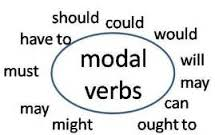 should
could
would
have to
modal
verbs
will
must
may
can
may
might
ought to